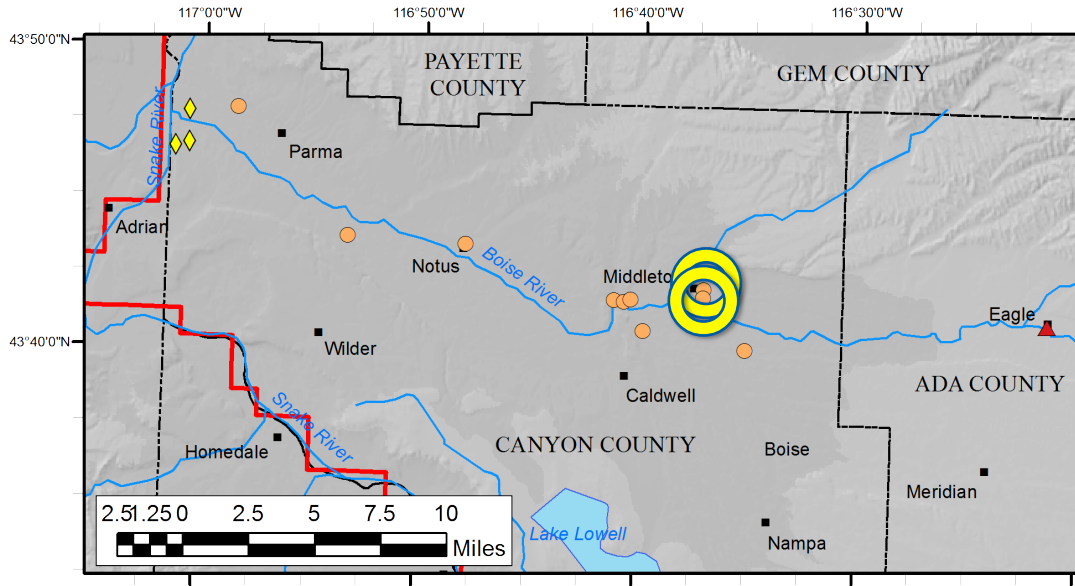 117°0'0"W
116°50'0"W
116°40'0"W
116°30'0"W
43°50'0"N
PAYETTE
COUNTY
GEM COUNTY
Snake River
Parma
Adrian
Notus
Boise River
Middleto
Eagle
43°40'0"N
Wilder
ADA COUNTY
Caldwell
Snake River
Homedale
CANYON COUNTY
Boise
Meridian
2.51.25 0 2.5 5 7.5 10
Miles
Lake Lowell
Nampa